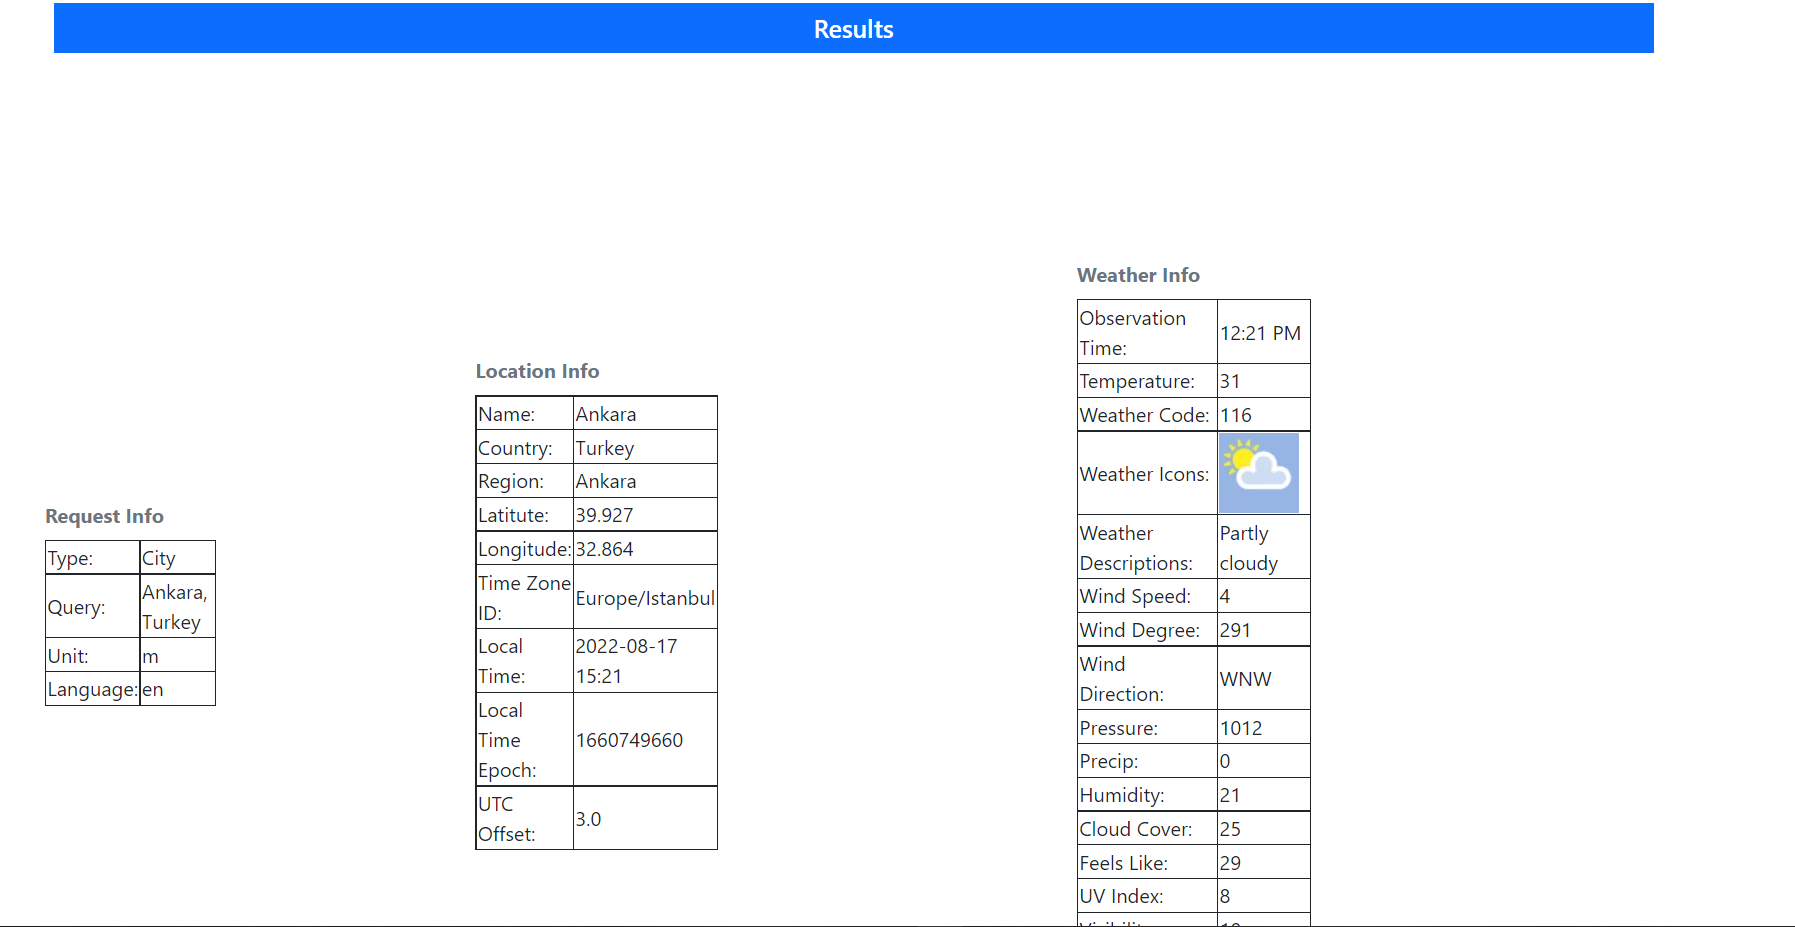 Results
Request Info
Type: City
Query: Ankara,
Turkey
Unit: m
Language: en
Location Info
Name: Ankara
Country: Turkey
Region: Ankara
Latitute: 39.927
Longitude: 32.864
Time Zone
ID: Europe/Istanbul
Local 2022-08-17
Time: 15:21
Local
Time 1660749660
Epoch:
UTC
Offset: 3.0
Weather Info
Observation
Time: 12:21 PM
Temperature: 31
Weather Code: 116
Weather Icons:
Weather Partly
Descriptions: cloudy
Wind Speed: 4
Wind Degree: 291
Wind
Direction: WNW
Pressure: 1012
Precip: 0
Humidity: 21
Cloud Cover: 25
Feels Like: 29
UV Index: 8